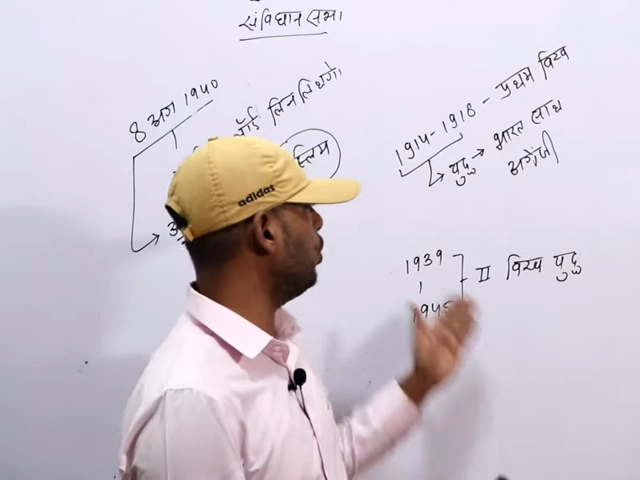 संविधान सभा
8 अग 1940
लॉर्ड लिनलिथगो
स्लिम
1914-1918 - प्रथम विश्व
→ युद्ध → भारत साथ
अंग्रेजी
adidas
1939
1945
II विश्व युद्ध